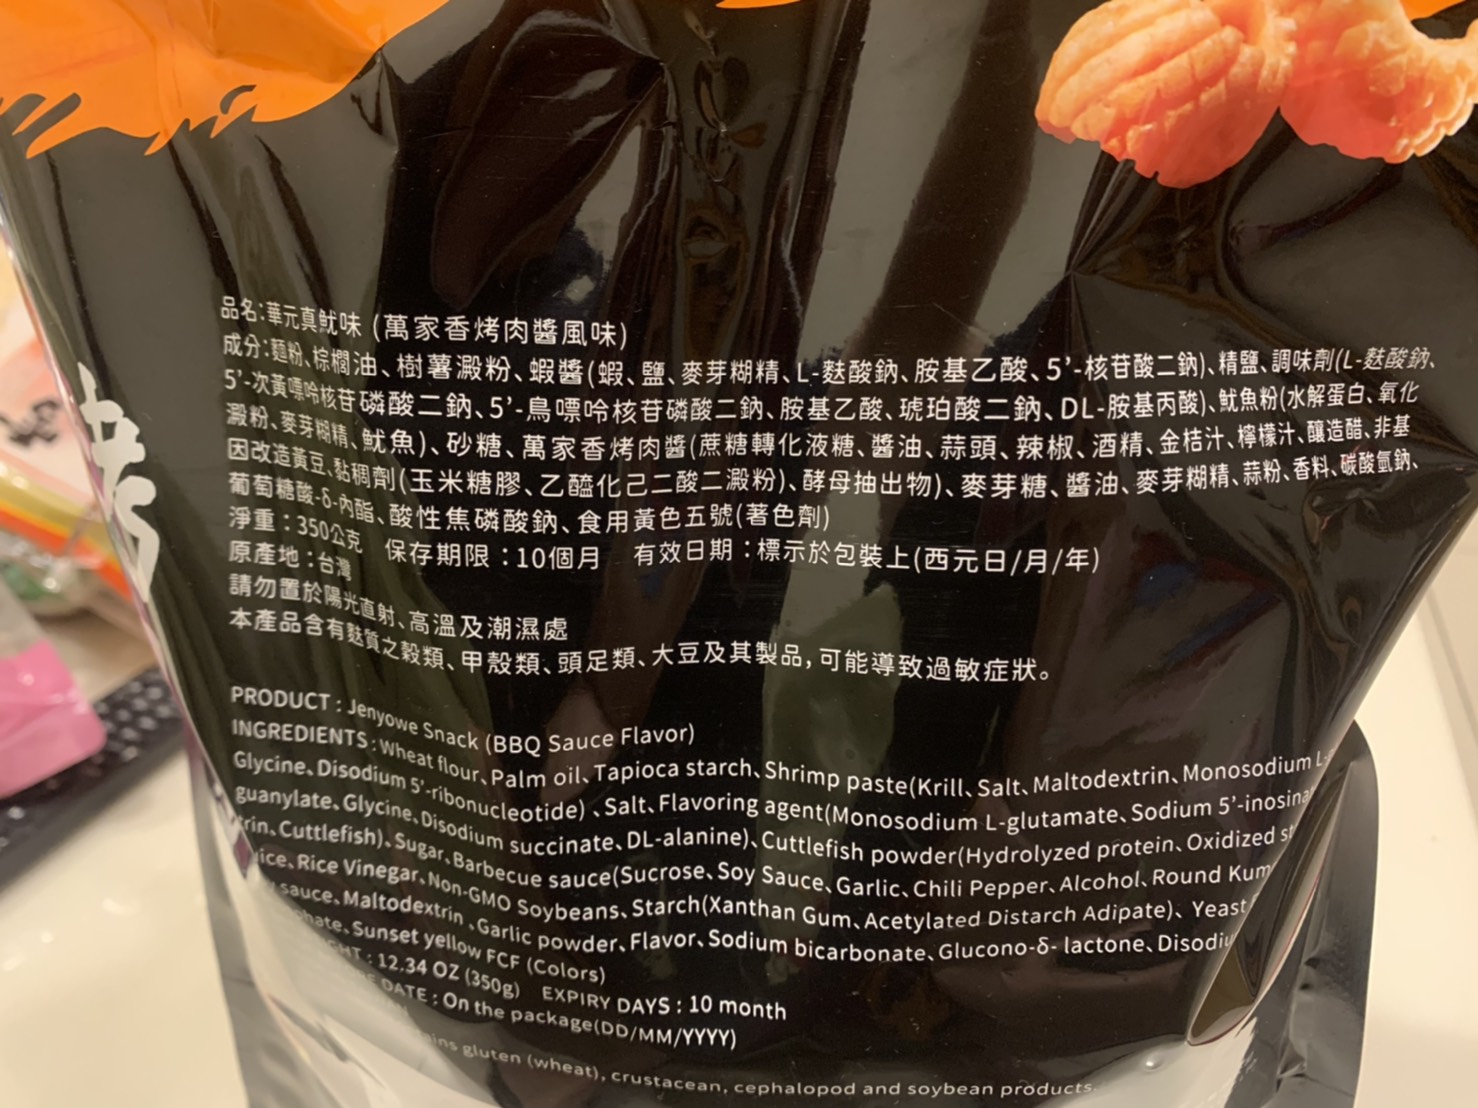 品名:華元真魷味 (萬家香烤肉醬風味)
成分:麵粉、棕櫚油、樹薯澱粉、蝦醬(蝦、鹽、麥芽糊精、L-麩酸鈉、胺基乙酸、5'-核苷酸二鈉)、精鹽、調味劑(L-麩酸鈉、
5'-次黃嘌呤核苷磷酸二鈉、5'-鳥嘌呤核苷磷酸二鈉、胺基乙酸、琥珀酸二鈉、DL-胺基丙酸)、魷魚粉(水解蛋白、氧化
澱粉、麥芽糊精、魷魚)、砂糖、萬家香烤肉醬(蔗糖轉化液糖、醬油、蒜頭、辣椒、酒精、金桔汁、檸檬汁、釀造醋、非基
因改造黃豆、黏稠劑(玉米糖膠、乙醯化己二酸二澱粉)、酵母抽出物)、麥芽糖、醬油、麥芽糊精、蒜粉、香料、碳酸氫鈉、
葡萄糖酸-δ-內酯、酸性焦磷酸鈉、食用黃色五號(著色劑)
淨重：350公克 保存期限：10個月 有效日期：標示於包裝上(西元日/月/年)
原產地：台灣
請勿置於陽光直射、高溫及潮濕處
本產品含有麩質之穀類、甲殼類、頭足類、大豆及其製品,可能導致過敏症狀。
PRODUCT : Jenyowe Snack (BBQ Sauce Flavor)
INGREDIENTS : Wheat flour、Palm oil、Tapioca starch、Shrimp paste(Krill、Salt、Maltodextrin、Monosodium
Glycine、Disodium 5'-ribonucleotide) 、Salt、Flavoring agent(Monosodium L-glutamate、Sodium 5'-
guanylate、Glycine、Disodium succinate、DL-alanine)、Cuttlefish powder(Hydrolyzed protein、Oxidized
Cuttlefish)、Sugar、Barbecue sauce(Sucrose、Soy Sauce、Garlic、Chili Pepper、Alcohol、Round
Rice Vinegar、Non-GMO Soybeans、Starch(Xanthan Gum、Acetylated Distarch Adipate)、 Yeast
sauce、Maltodextrin 、Garlic powder、Flavor、Sodium bicarbonate、Glucono-δ- lactone、
Sunset yellow FCF (Colors)
: 12.34 OZ (350g) EXPIRY DAYS : 10 month
DATE : On the package(DD/MM/YYYY)
gluten (wheat), crustacean, cephalopod and soybean products.